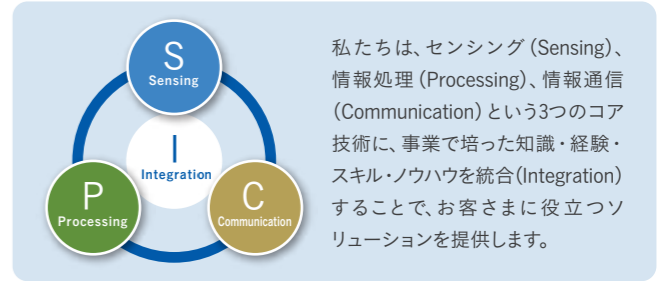 S
Sensing
I
Integration
P
Processing
C
Communication
私たちは、センシング(Sensing)、
情報処理(Processing)、情報通信
(Communication)という3つのコア
技術に、事業で培った知識・経験・
スキル・ノウハウを統合(Integration)
することで、お客さまに役立つソ
リューションを提供します。